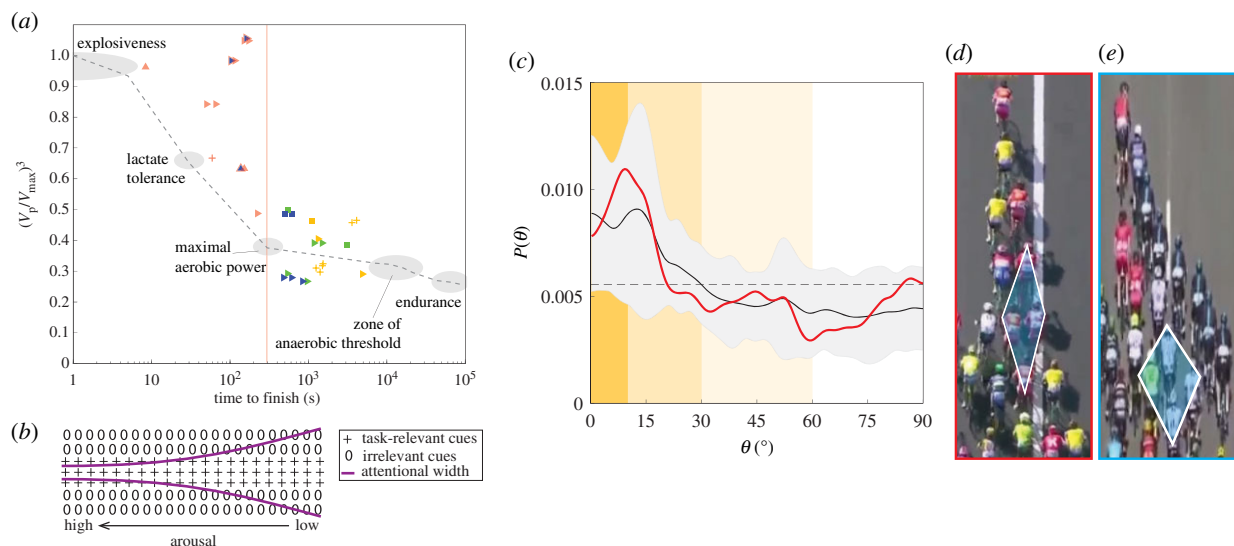 (a)
explosiveness
1.0
0.9
0.8
0.7
0.6
0.5
0.4
0.3
0.2
0.1
0
(V_p/V_max)^3
lactate
tolerance
maximal
aerobic power
zone of
anaerobic threshold
endurance
1 10 10^2 10^3 10^4 10^5
time to finish (s)
(b)
+ task-relevant cues
0 irrelevant cues
attentional width
high low
arousal
(c)
0.015
0.010
0.005
0
P(θ)
0 15 30 45 60 75 90
θ (°)
(d)
(e)